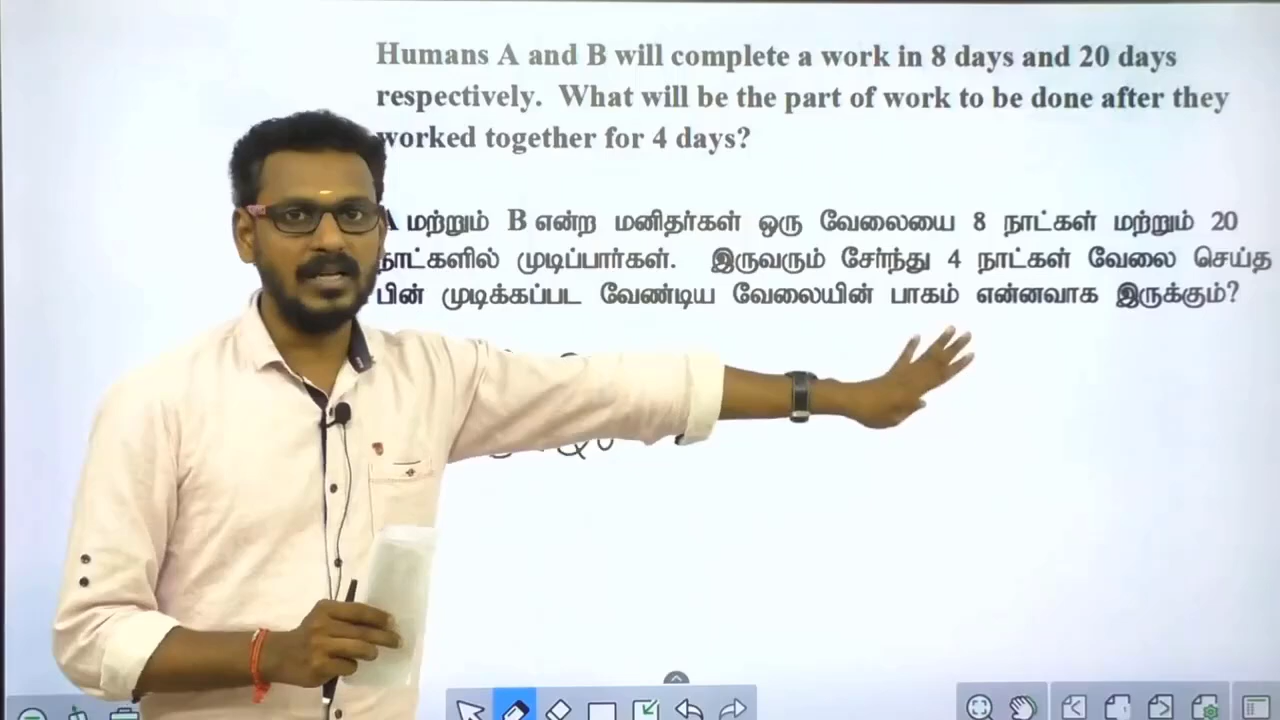 Humans A and B will complete a work in 8 days and 20 days
respectively. What will be the part of work to be done after they
worked together for 4 days?
A மற்றும் B என்ற மனிதர்கள் ஒரு வேலையை 8 நாட்கள் மற்றும் 20
நாட்களில் முடிப்பார்கள். இருவரும் சேர்ந்து 4 நாட்கள் வேலை செய்த
பின் முடிக்கப்பட வேண்டிய வேலையின் பாகம் என்னவாக இருக்கும்?